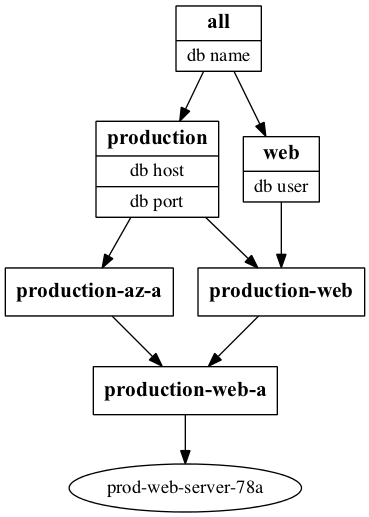 all
db name
production
db host
db port
web
db user
production-az-a
production-web
production-web-a
prod-web-server-78a